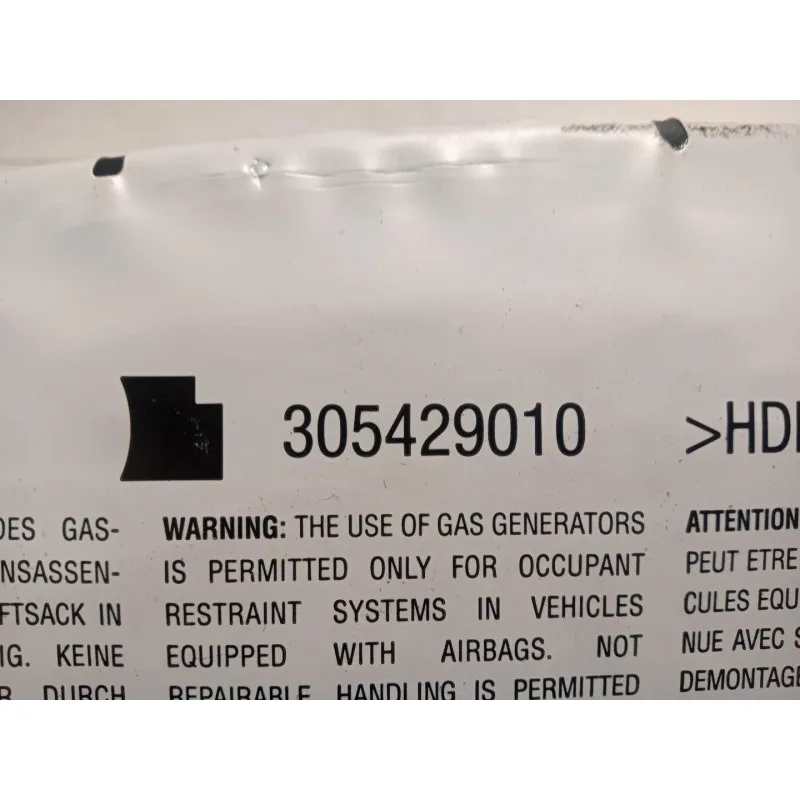 305429010 >HD
DES GAS-
NSASSEN-
FTSACK IN
IG. KEINE
DURCH
WARNING: THE USE OF GAS GENERATORS
IS PERMITTED ONLY FOR OCCUPANT
RESTRAINT SYSTEMS IN VEHICLES
EQUIPPED WITH AIRBAGS. NOT
REPAIRABLE HANDLING IS PERMITTED
ATTENTION
PEUT ETRE
CULES EQU
NUE AVEC S
DEMONTAGE